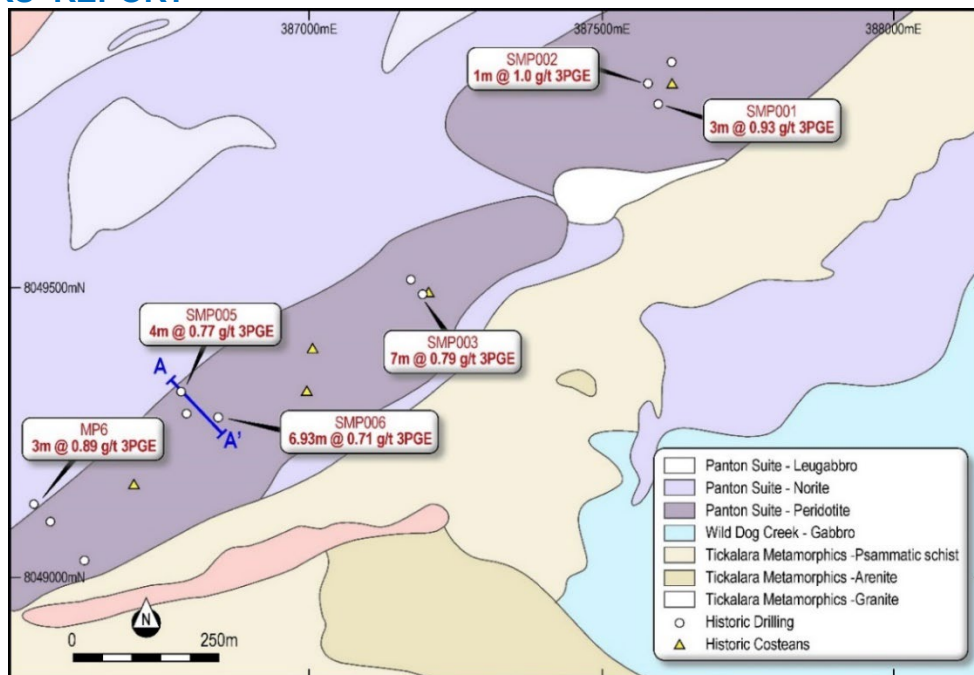 387000mE
387500mE
388000mE
SMP002
1m @ 1.0 g/t 3PGE
SMP001
3m @ 0.93 g/t 3PGE
8049500mN
SMP005
4m @ 0.77 g/t 3PGE
SMP003
7m @ 0.79 g/t 3PGE
A
A'
SMP006
6.93m @ 0.71 g/t 3PGE
MP6
3m @ 0.89 g/t 3PGE
8049000mN
N
0 250m
Panton Suite - Leugabbro
Panton Suite - Norite
Panton Suite - Peridotite
Wild Dog Creek - Gabbro
Tickalara Metamorphics -Psammatic schist
Tickalara Metamorphics -Arenite
Tickalara Metamorphics -Granite
Historic Drilling
Historic Costeans